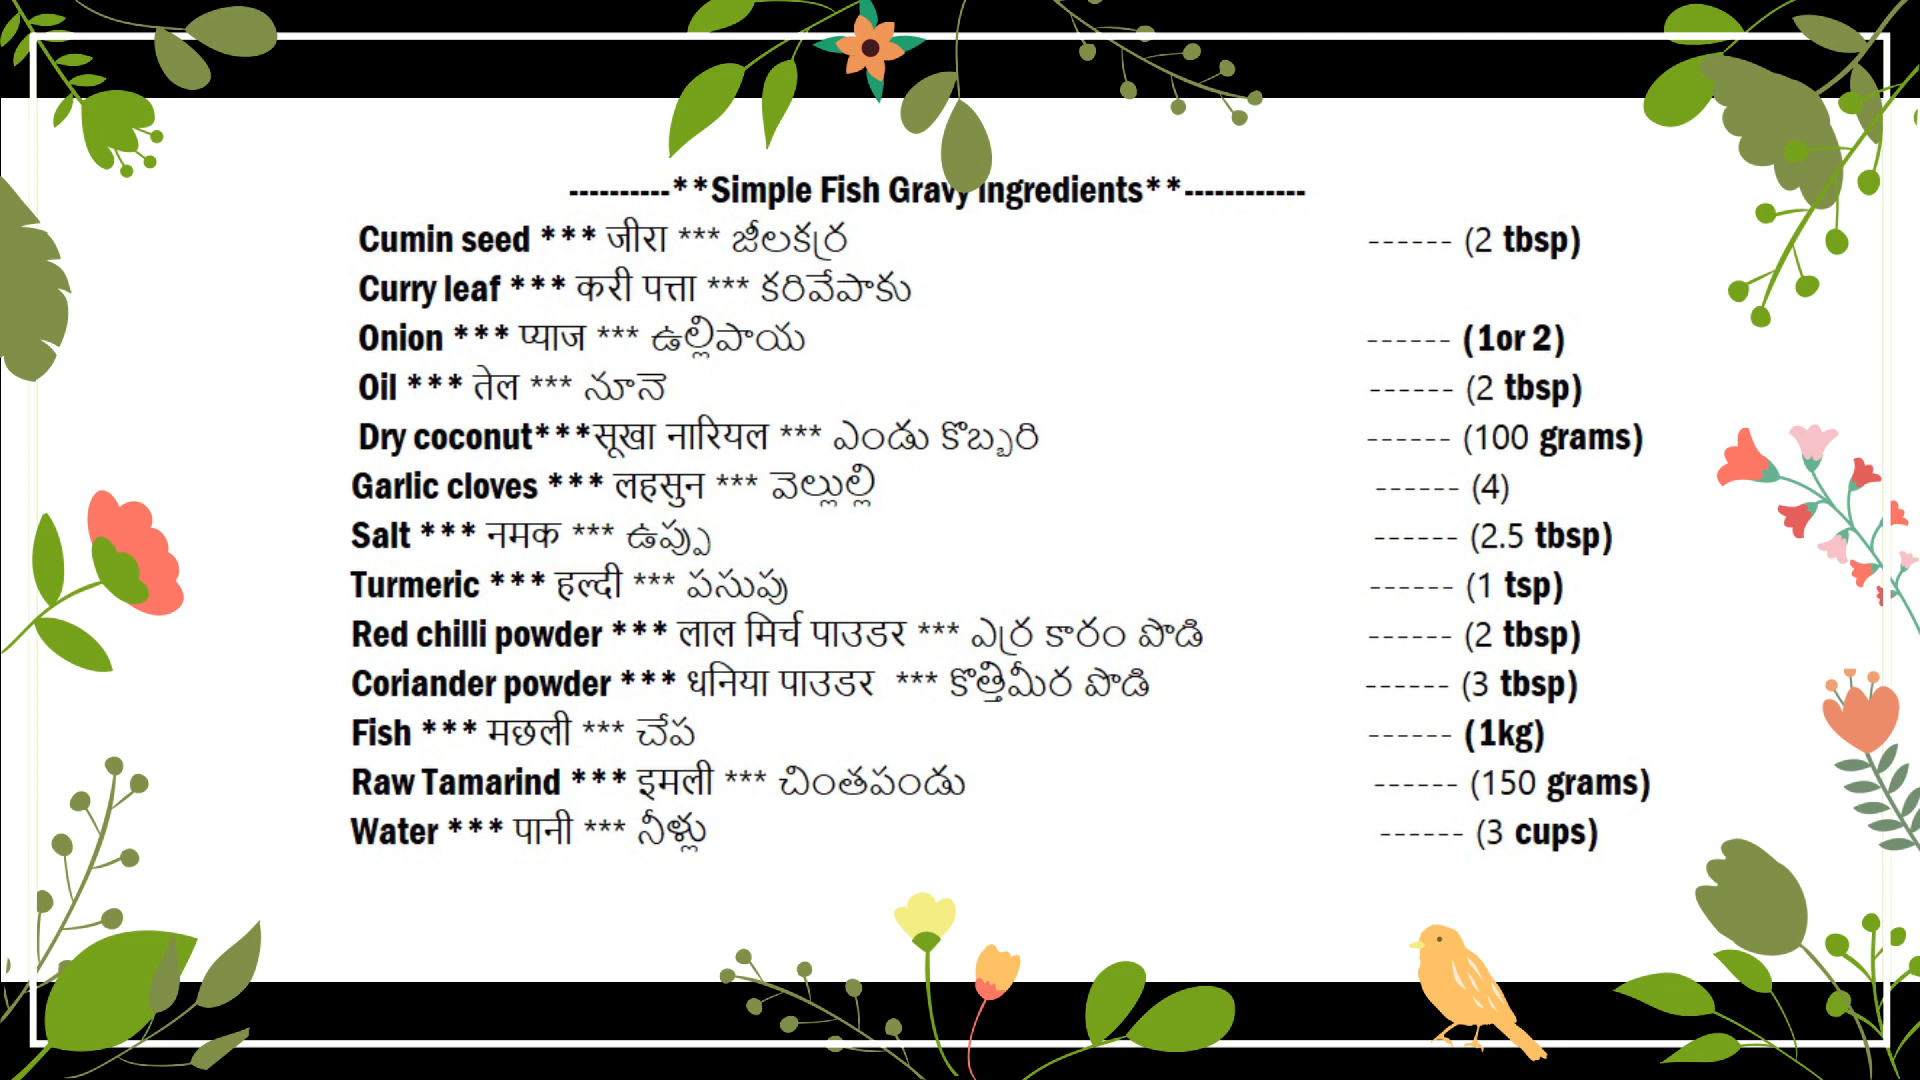 ----------**Simple Fish Gravy Ingredients**------------
Cumin seed *** जीरा *** జీలకర్ర ------ (2 tbsp)
Curry leaf *** करी पत्ता *** కరివేపాకు
Onion *** प्याज *** ఉల్లిపాయ ------ (1or 2)
Oil *** तेल *** నూనె ------ (2 tbsp)
Dry coconut***सूखा नारियल *** ఎండు కొబ్బరి ------ (100 grams)
Garlic cloves *** लहसुन *** వెల్లుల్లి ------ (4)
Salt *** नमक *** ఉప్పు ------ (2.5 tbsp)
Turmeric *** हल्दी *** పసుపు ------ (1 tsp)
Red chilli powder *** लाल मिर्च पाउडर *** ఎర్ర కారం పొడి ------ (2 tbsp)
Coriander powder *** धनिया पाउडर *** కొత్తిమీర పొడి ------ (3 tbsp)
Fish *** मछली *** చేప ------ (1kg)
Raw Tamarind *** इमली *** చింతపండు ------ (150 grams)
Water *** पानी *** నీళ్లు ------ (3 cups)